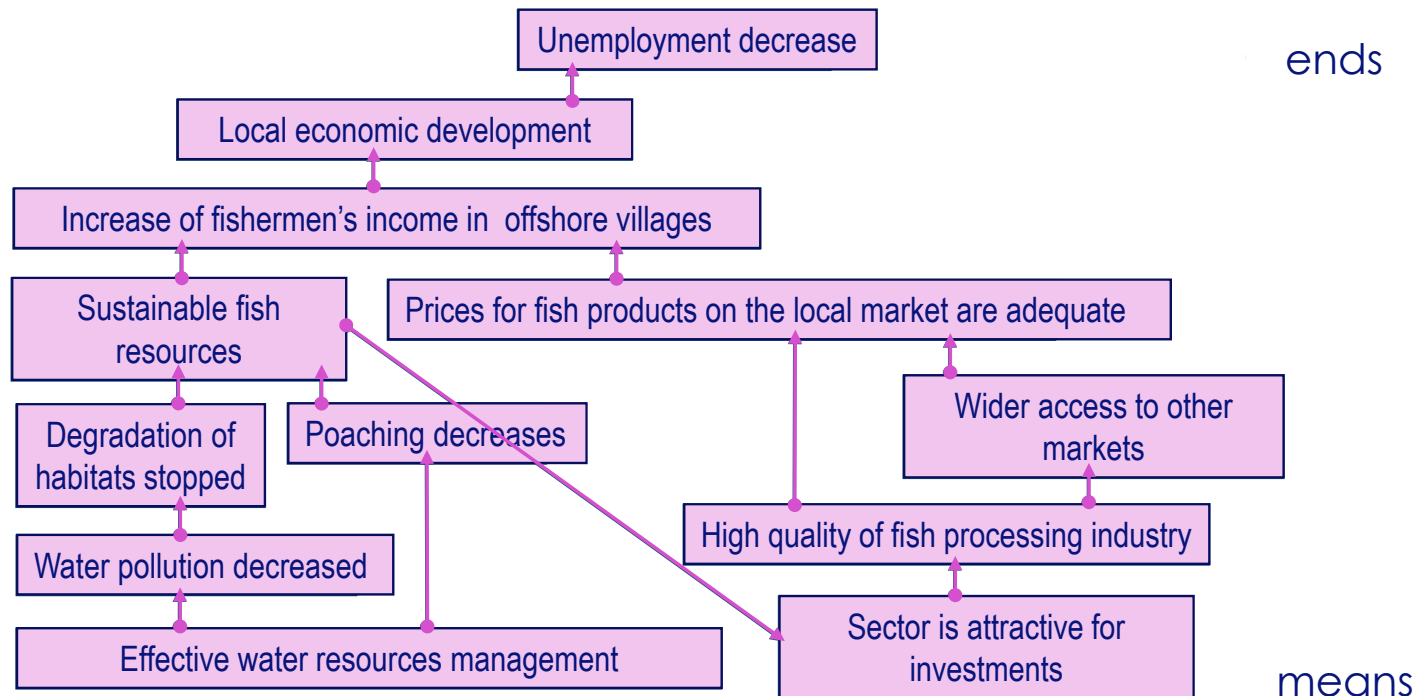 Unemployment decrease
ends
Local economic development
Increase of fishermen’s income in offshore villages
Sustainable fish
resources
Prices for fish products on the local market are adequate
Degradation of
habitats stopped
Poaching decreases
Wider access to other
markets
Water pollution decreased
High quality of fish processing industry
Effective water resources management
Sector is attractive for
investments
means